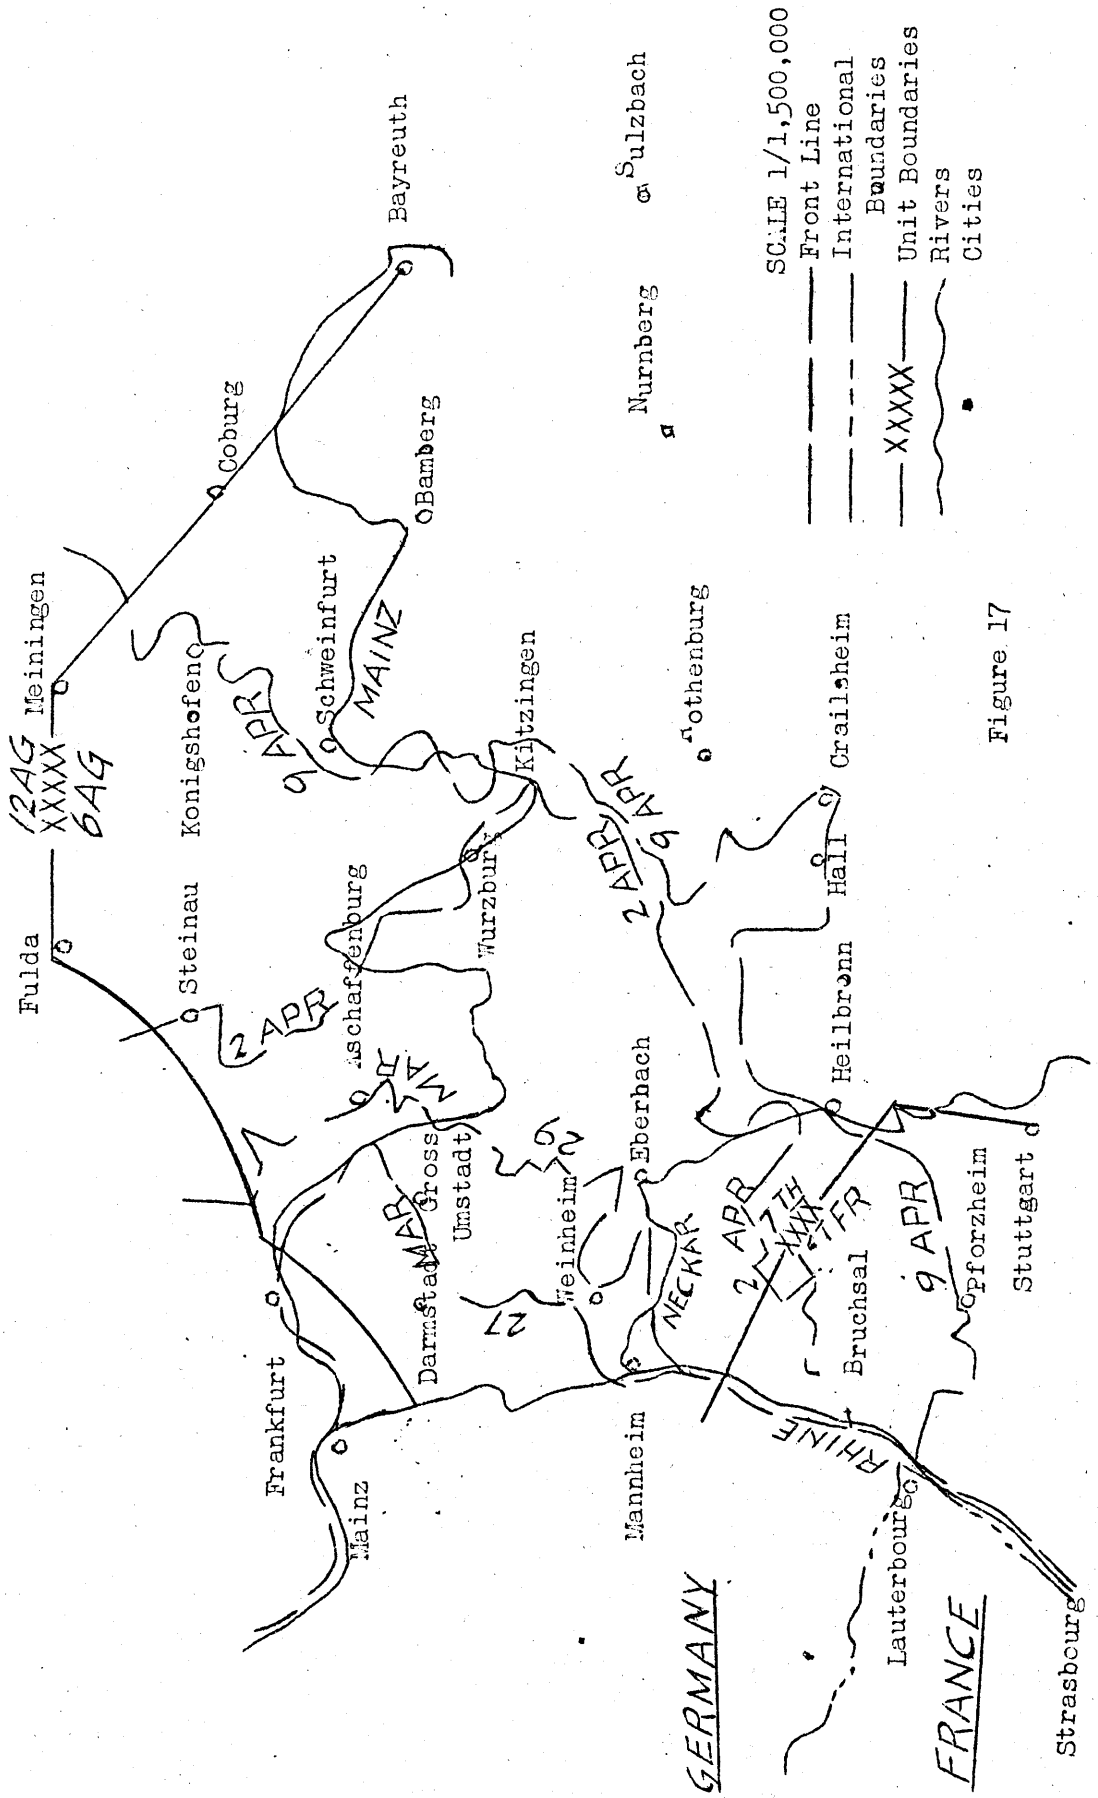 12AG
XXXXX
6AG
Fulda
Meiningen
Steinau
Konigshofen
Coburg
Bayreuth
9 APR
Schweinfurt
MAINZ
Bamberg
2 APR
Aschaffenburg
Frankfurt
Mainz
MAR
Darmstadt
Gross
Umstadt
MAR
Wurzburg
Kitzingen
27
Weinheim
26
Eberbach
Mannheim
NECKAR
2 APR
9 APR
Rothenburg
Nurnberg
Sulzbach
2 APR
7TH
XXXX
1FR
Bruchsal
Heilbronn
Hall
Crailsheim
RHINE
9 APR
Pforzheim
Stuttgart
GERMANY
Lauterbourg
FRANCE
Strasbourg
SCALE 1/1,500,000
Front Line
International
Boundaries
XXXXX
Unit Boundaries
Rivers
Cities
Figure 17